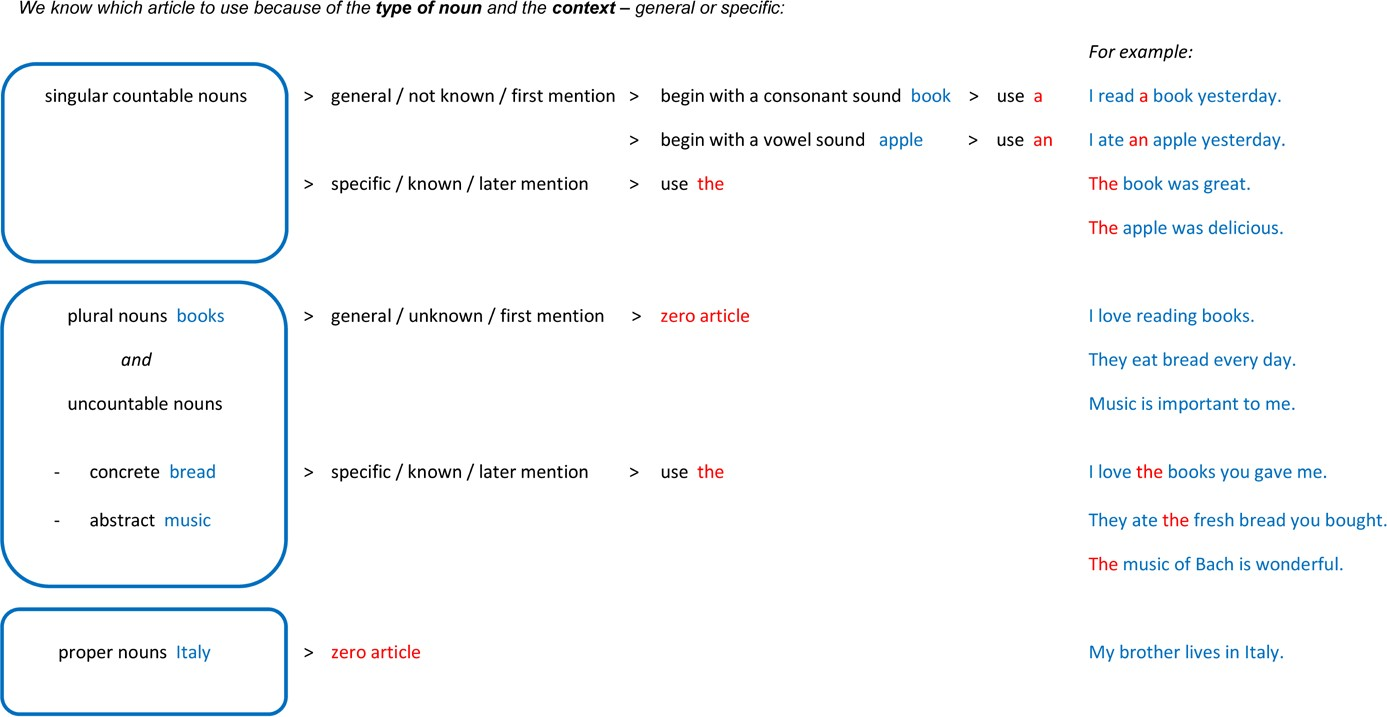 We know which article to use because of the type of noun and the context – general or specific:
For example:
singular countable nouns > general / not known / first mention > begin with a consonant sound book > use a I read a book yesterday.
> begin with a vowel sound apple > use an I ate an apple yesterday.
> specific / known / later mention > use the The book was great.
The apple was delicious.
plural nouns books > general / unknown / first mention > zero article I love reading books.
and They eat bread every day.
uncountable nouns Music is important to me.
- concrete bread > specific / known / later mention > use the I love the books you gave me.
- abstract music They ate the fresh bread you bought.
The music of Bach is wonderful.
proper nouns Italy > zero article My brother lives in Italy.